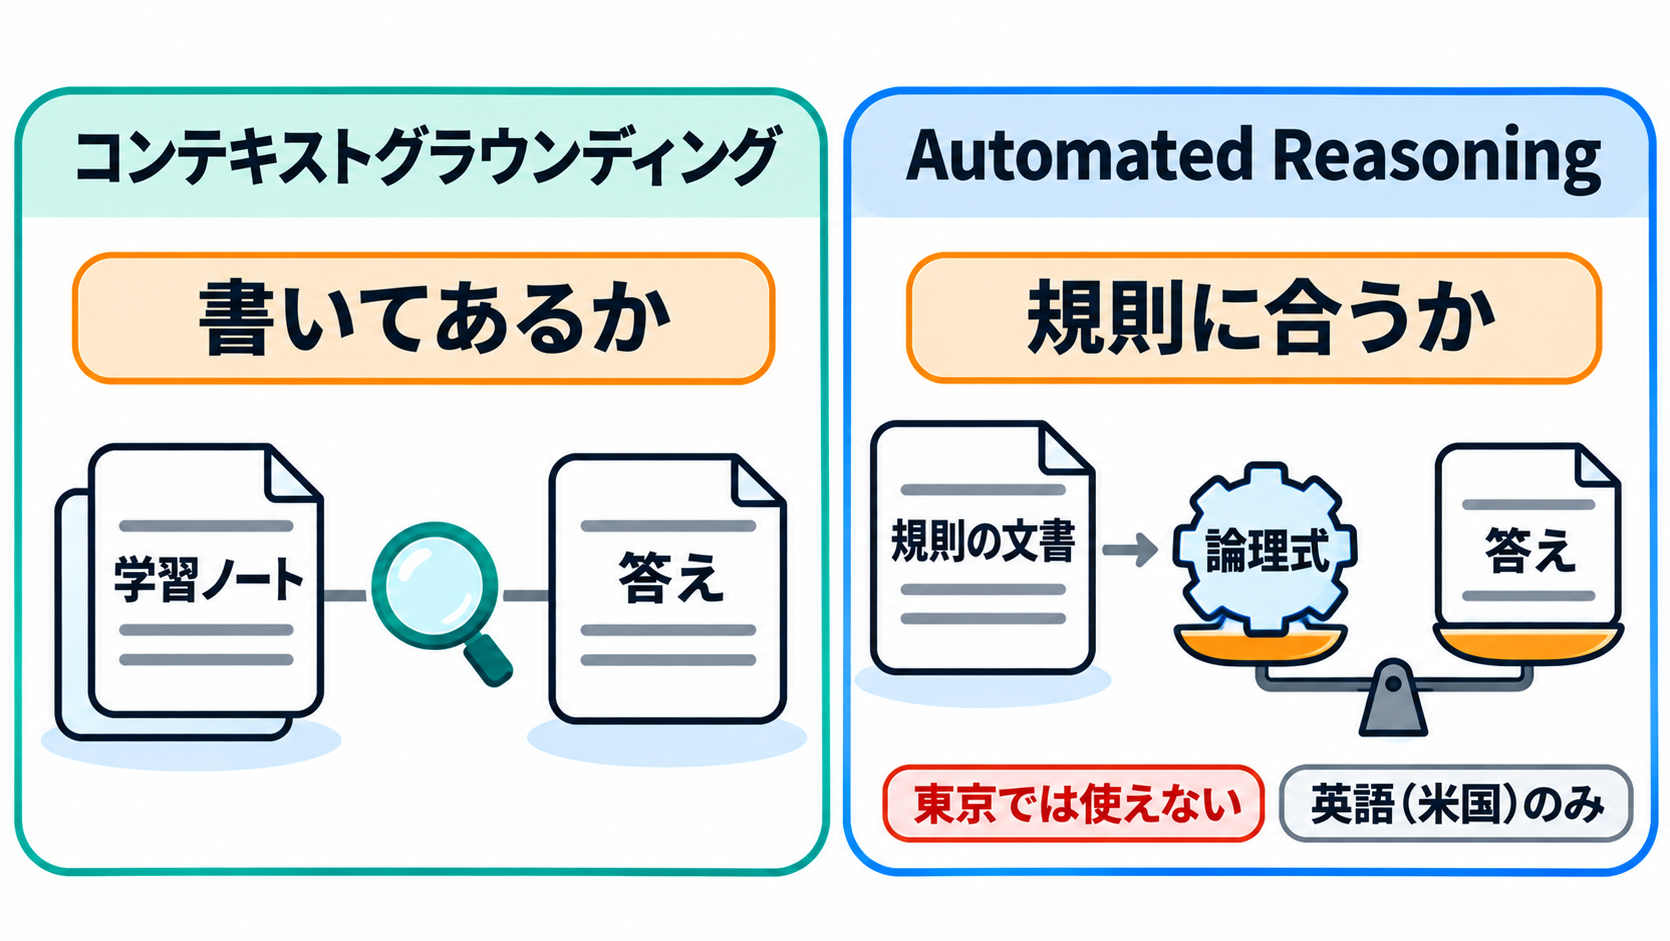 コンテキストグラウンディング
書いてあるか
学習ノート
答え
Automated Reasoning
規則に合うか
規則の文書
論理式
答え
東京では使えない
英語（米国）のみ